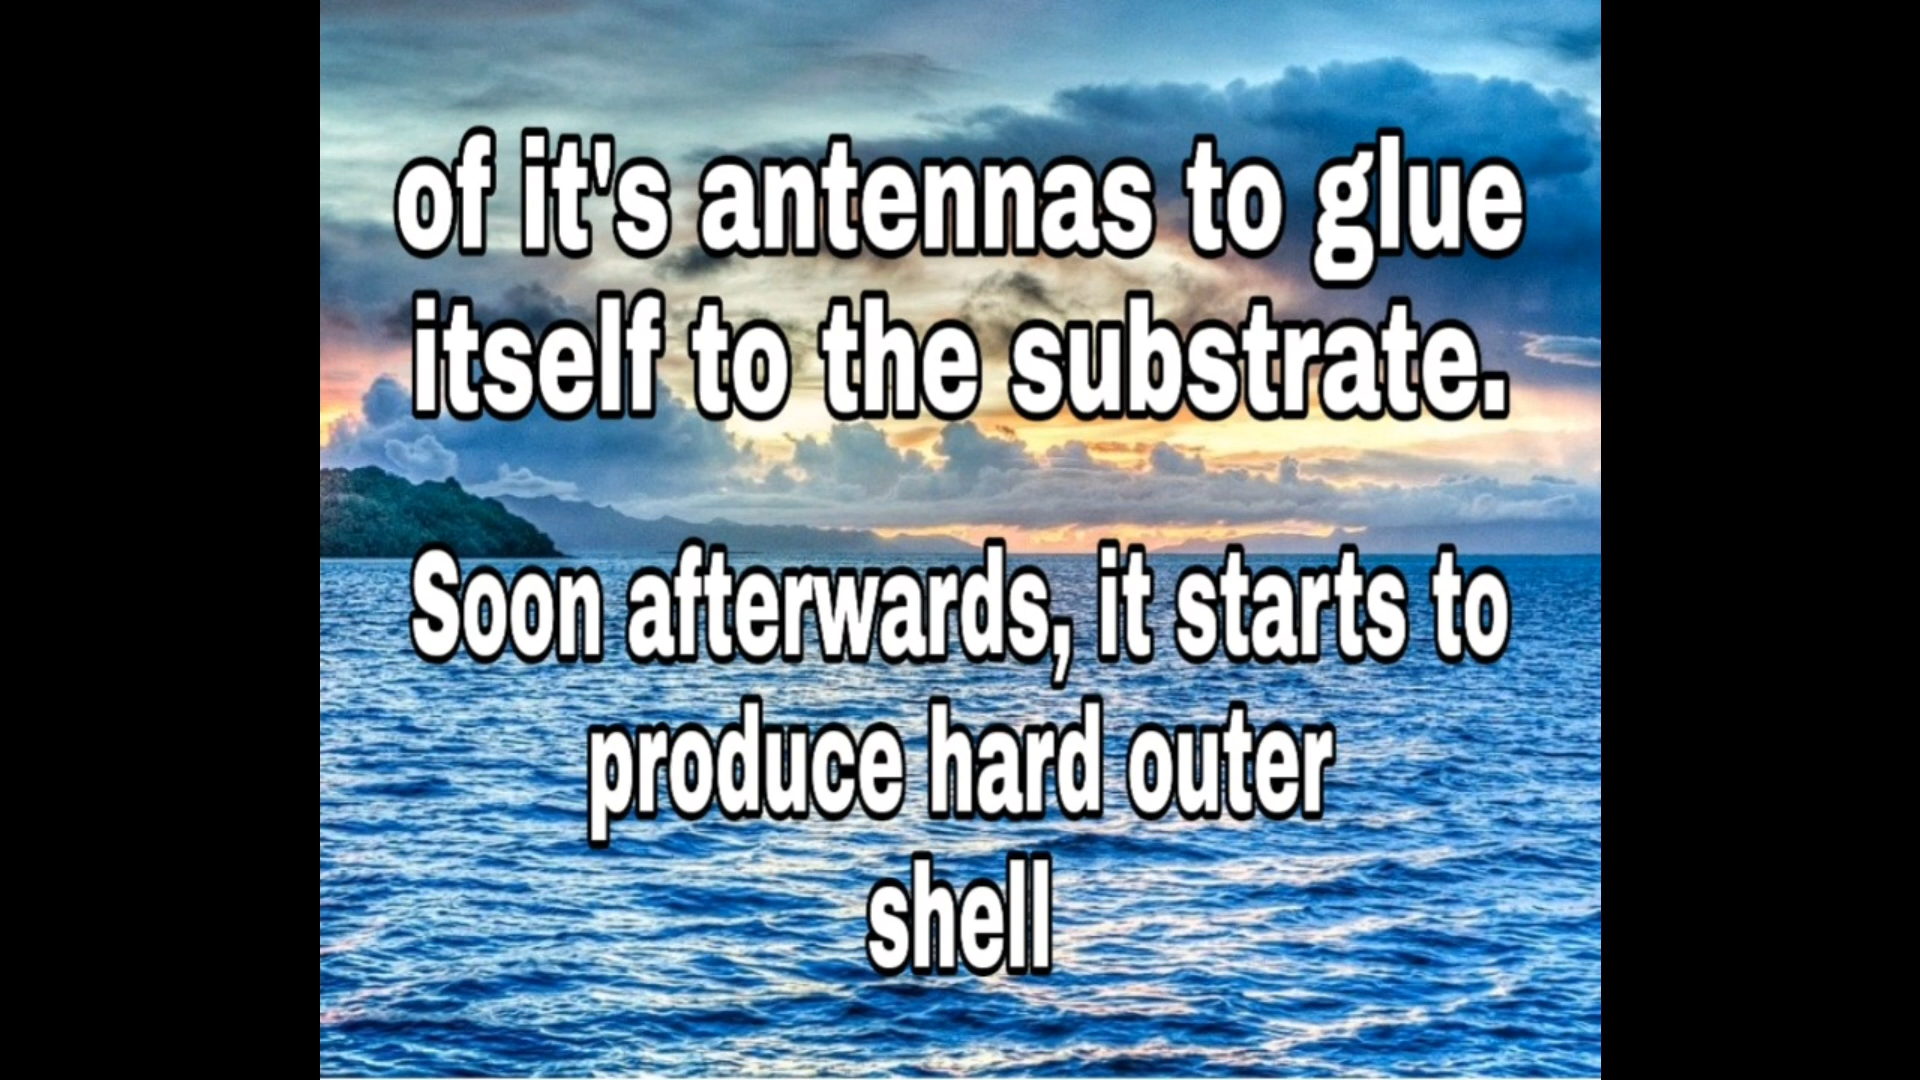 of it's antennas to glue
itself to the substrate.
Soon afterwards, it starts to
produce hard outer
shell